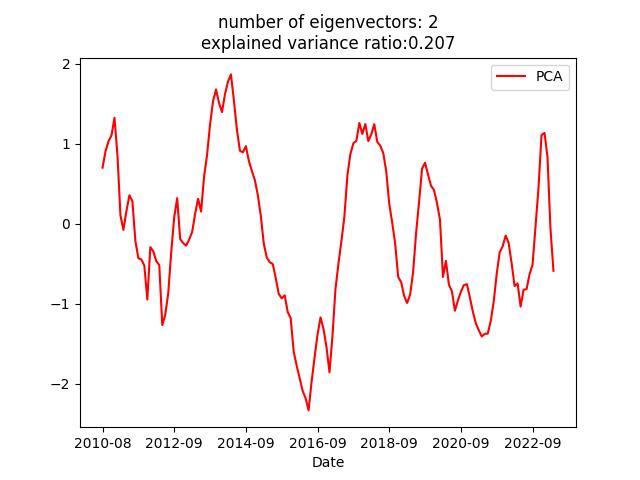 number of eigenvectors: 2
explained variance ratio:0.207
PCA
2
1
0
−1
−2
2010-08 2012-09 2014-09 2016-09 2018-09 2020-09 2022-09
Date